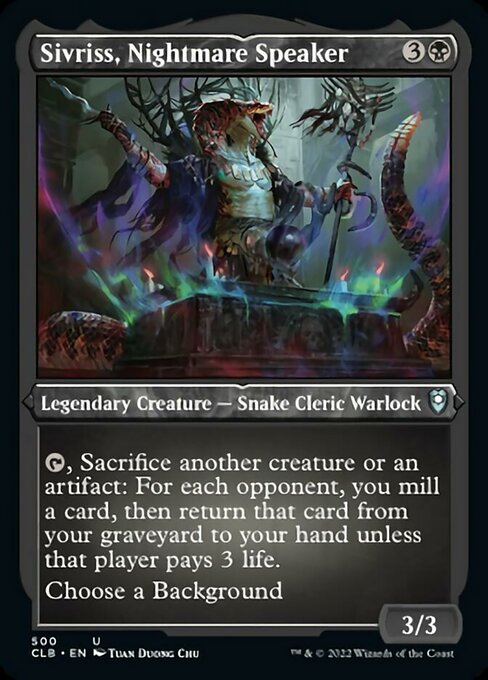 Sivriss, Nightmare Speaker 3
Legendary Creature — Snake Cleric Warlock
, Sacrifice another creature or an
artifact: For each opponent, you mill
a card, then return that card from
your graveyard to your hand unless
that player pays 3 life.
Choose a Background
3/3
500 U
CLB • EN Tuan Duong Chu
™ & © 2022 Wizards of the Coast